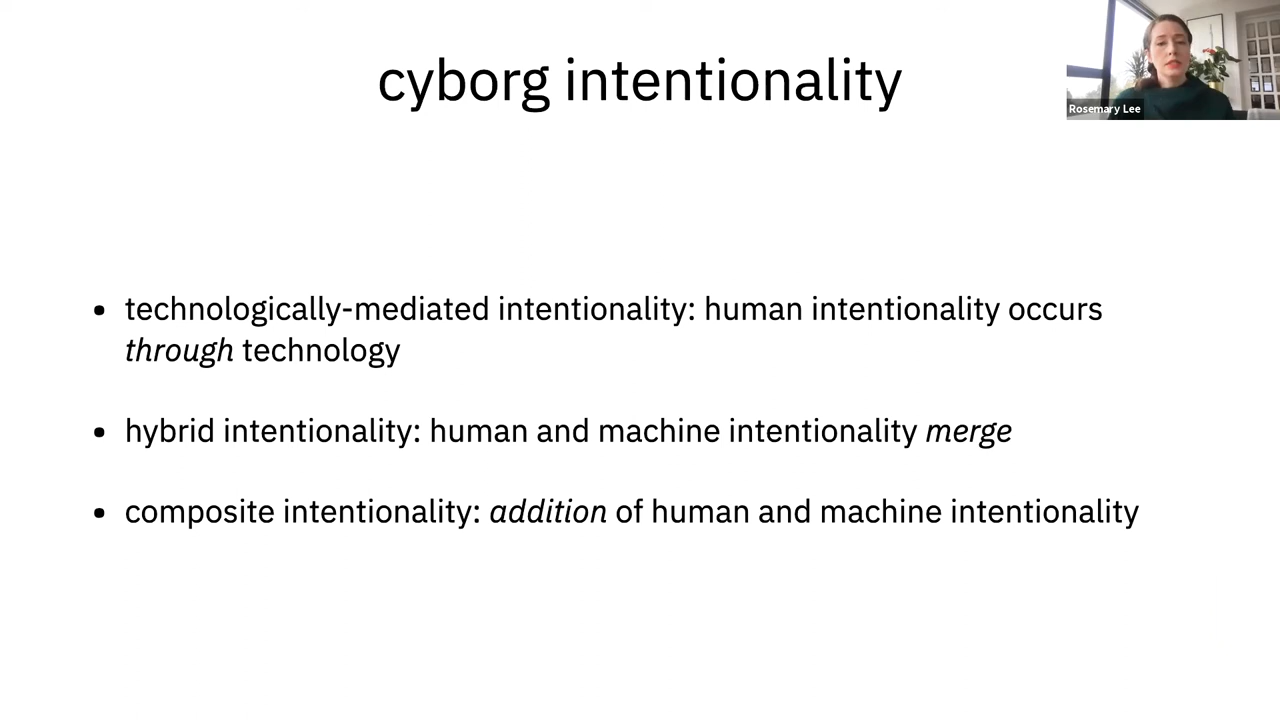 cyborg intentionality
Rosemary Lee
• technologically-mediated intentionality: human intentionality occurs
through technology
• hybrid intentionality: human and machine intentionality merge
• composite intentionality: addition of human and machine intentionality